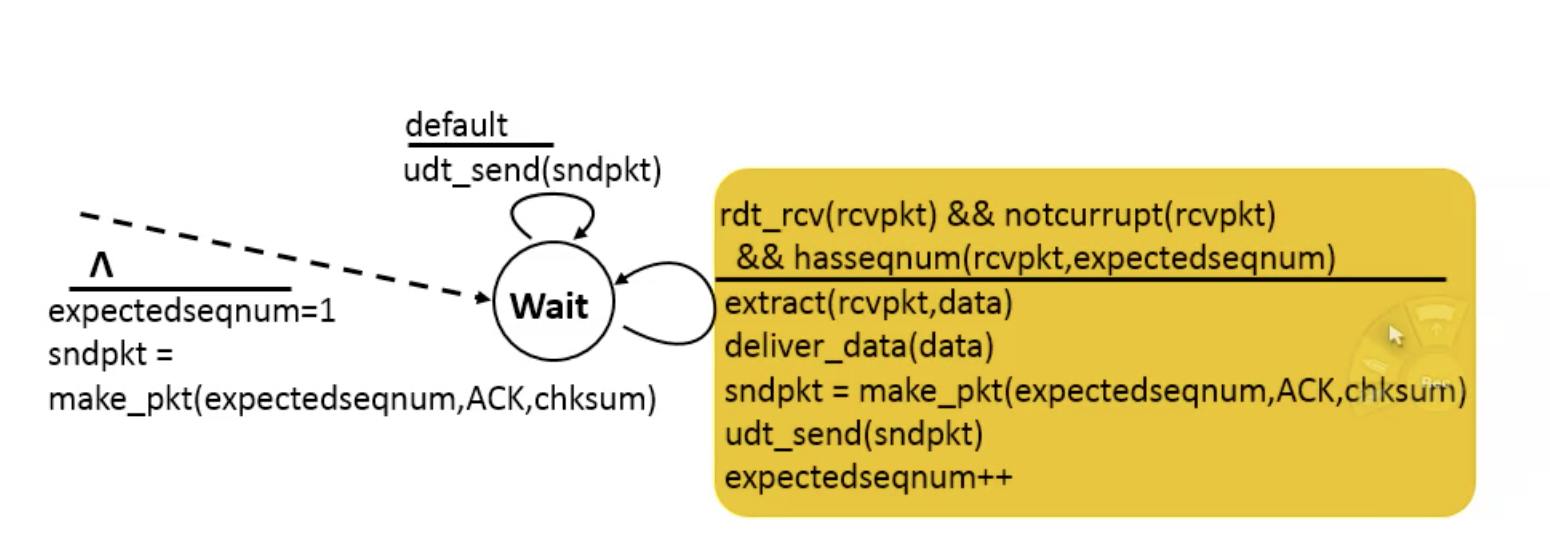 default
udt_send(sndpkt)
Λ
expectedseqnum=1
sndpkt =
make_pkt(expectedseqnum,ACK,chksum)
Wait
rdt_rcv(rcvpkt) && notcurrupt(rcvpkt)
&& hasseqnum(rcvpkt,expectedseqnum)
extract(rcvpkt,data)
deliver_data(data)
sndpkt = make_pkt(expectedseqnum,ACK,chksum)
udt_send(sndpkt)
expectedseqnum++